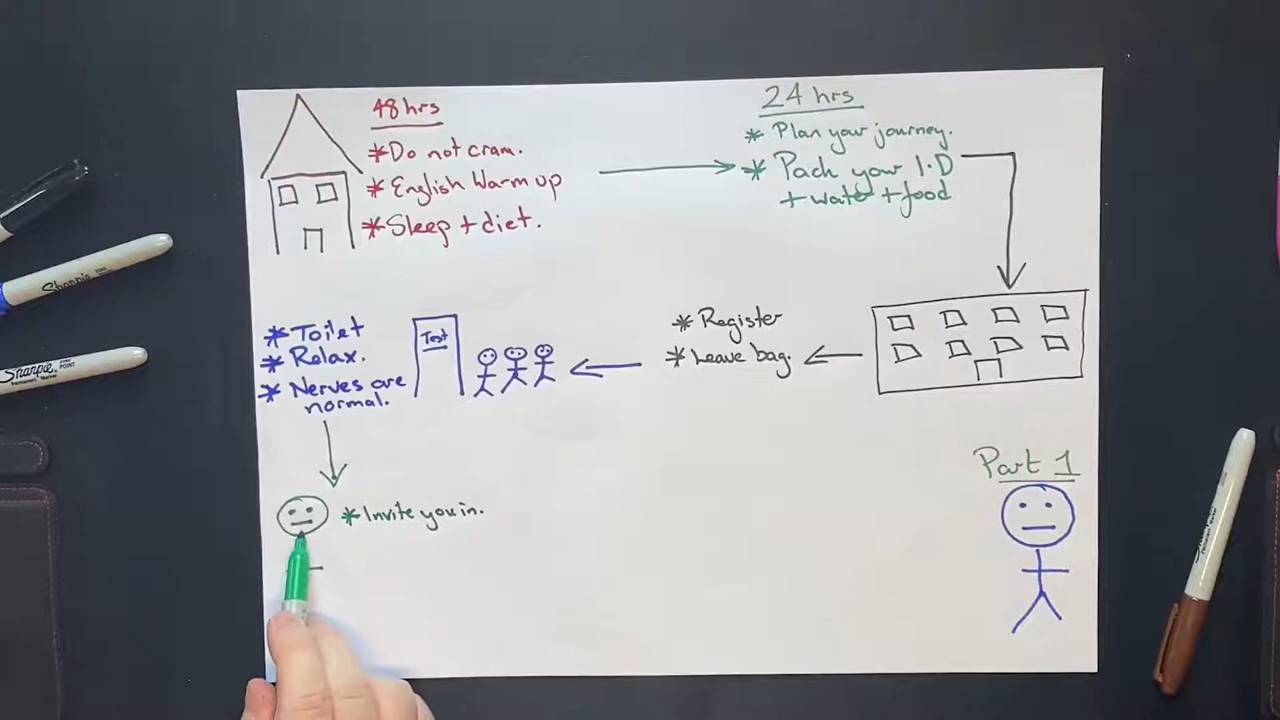 48 hrs
* Do not cram.
* English Warm up
* Sleep + diet.
24 hrs
* Plan your journey.
* Pack your I.D
+ water + food
* Register
* Leave bag.
Test
* Toilet
* Relax.
* Nerves are
normal.
* Invite you in.
Part 1
Sharpie
Sharpie